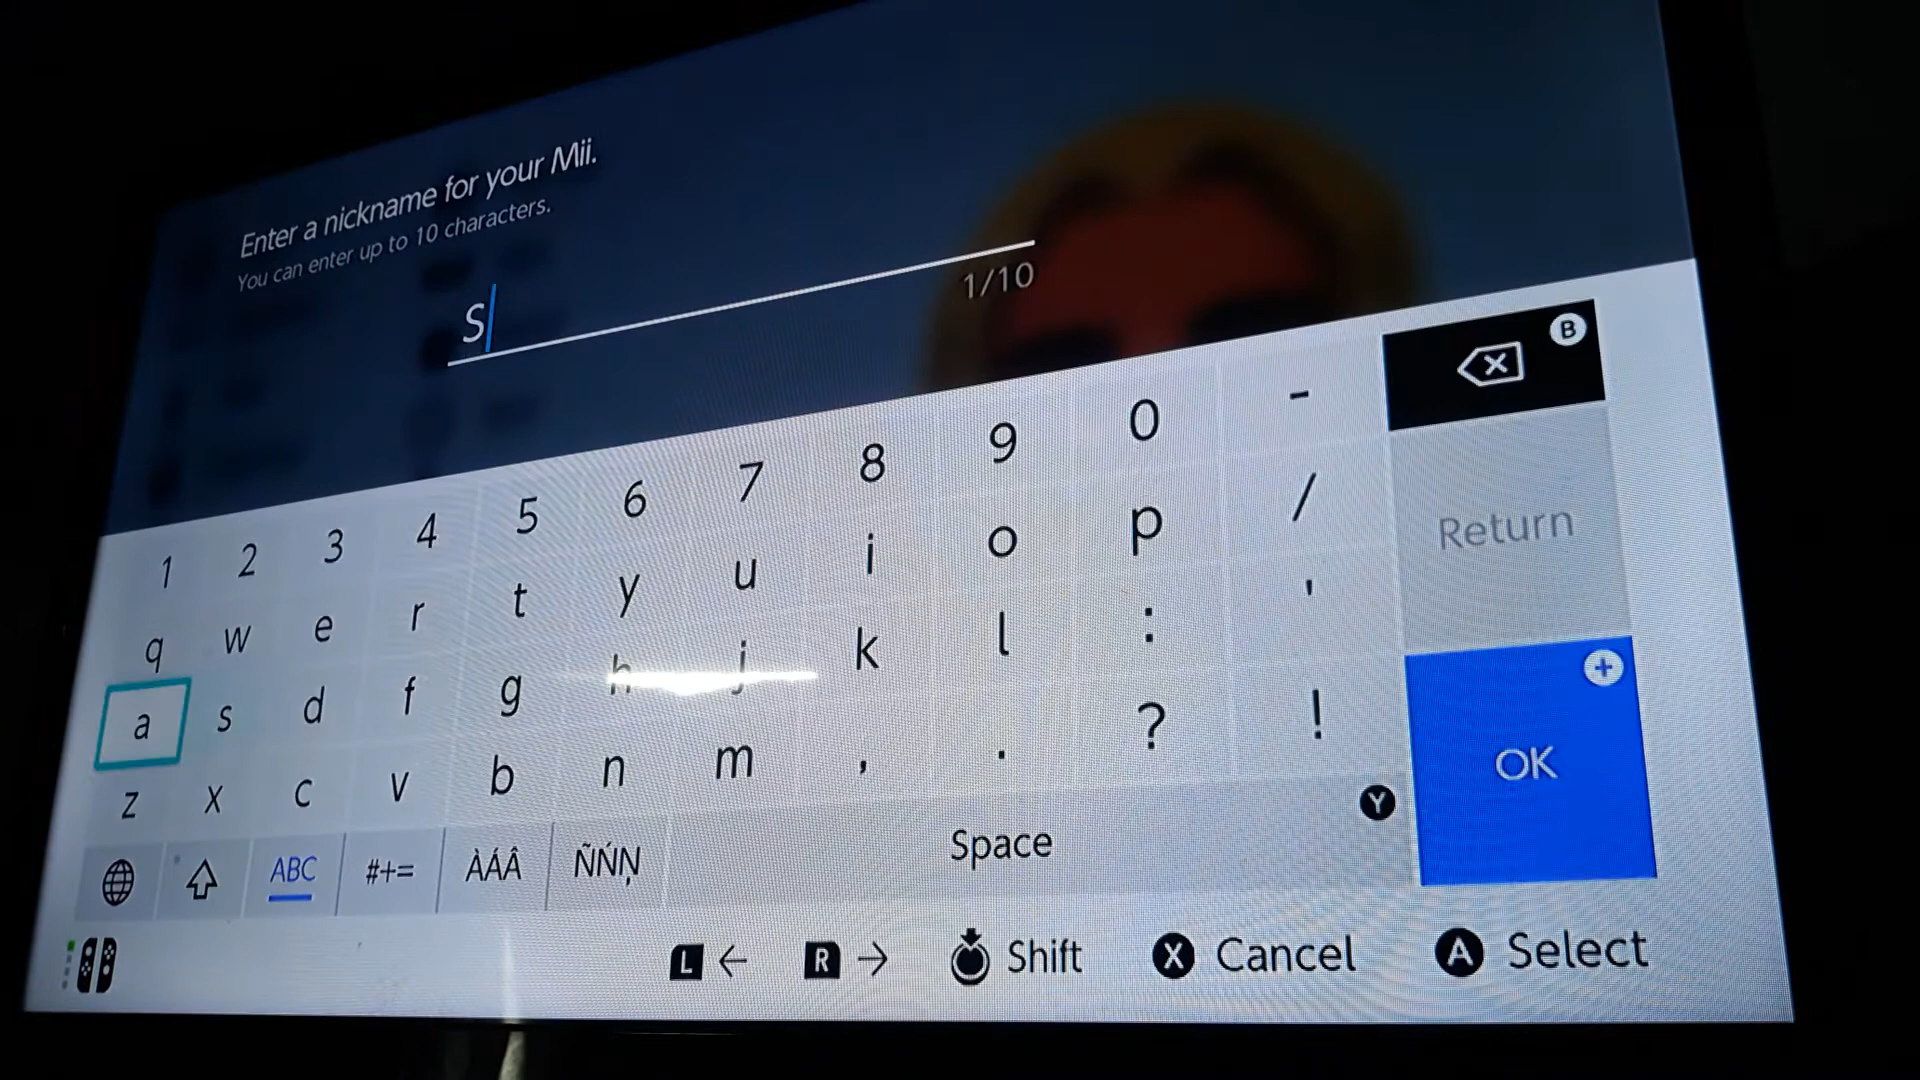 Enter a nickname for your Mii.
You can enter up to 10 characters.
S
1/10
1 2 3 4 5 6 7 8 9 0 - B
q w e r t y u i o p / Return
a s d f g h j k l : '
z x c v b n m , . ? ! + OK
ABC #+= ÀÁÂ ÑŃŅ Space Y
L ← R → Shift X Cancel A Select